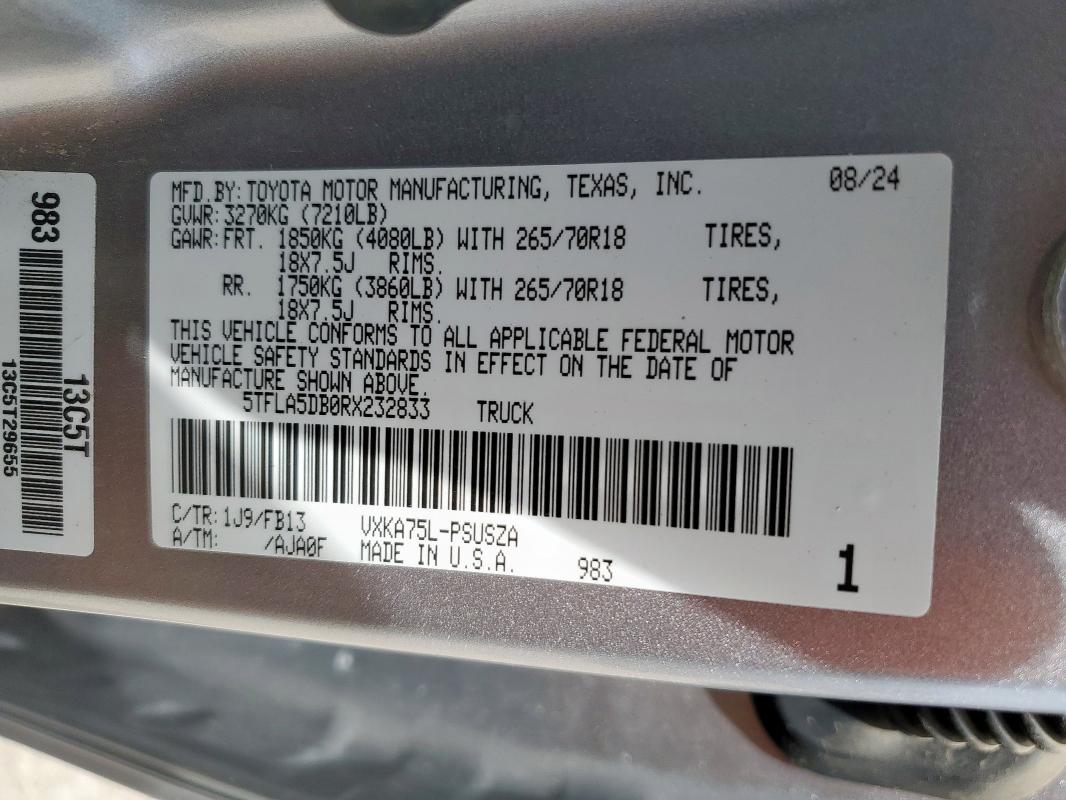 MFD.BY:TOYOTA MOTOR MANUFACTURING, TEXAS, INC. 08/24
GVWR:3270KG (7210LB)
GAWR:FRT. 1850KG (4080LB) WITH 265/70R18 TIRES,
18X7.5J RIMS.
RR. 1750KG (3860LB) WITH 265/70R18 TIRES,
18X7.5J RIMS.
THIS VEHICLE CONFORMS TO ALL APPLICABLE FEDERAL MOTOR
VEHICLE SAFETY STANDARDS IN EFFECT ON THE DATE OF
MANUFACTURE SHOWN ABOVE.
5TFLA5DB0RX232833 TRUCK
C/TR:1J9/FB13 VXKA75L-PSUSZA
A/TM: /AJA0F MADE IN U.S.A. 983 1
983
13C5T
13C5T29655